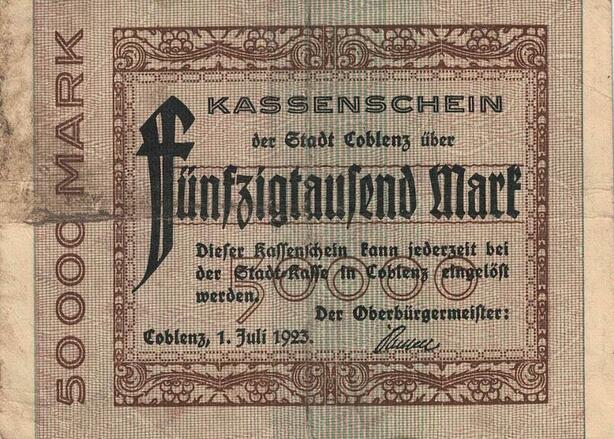 50000 MARK
KASSENSCHEIN
der Stadt Coblenz über
Fünfzigtausend Mark
Dieser Kassenschein kann jederzeit bei
der Stadt-Kasse in Coblenz eingelöst
werden.
50000
Der Oberbürgermeister:
Coblenz, 1. Juli 1923.